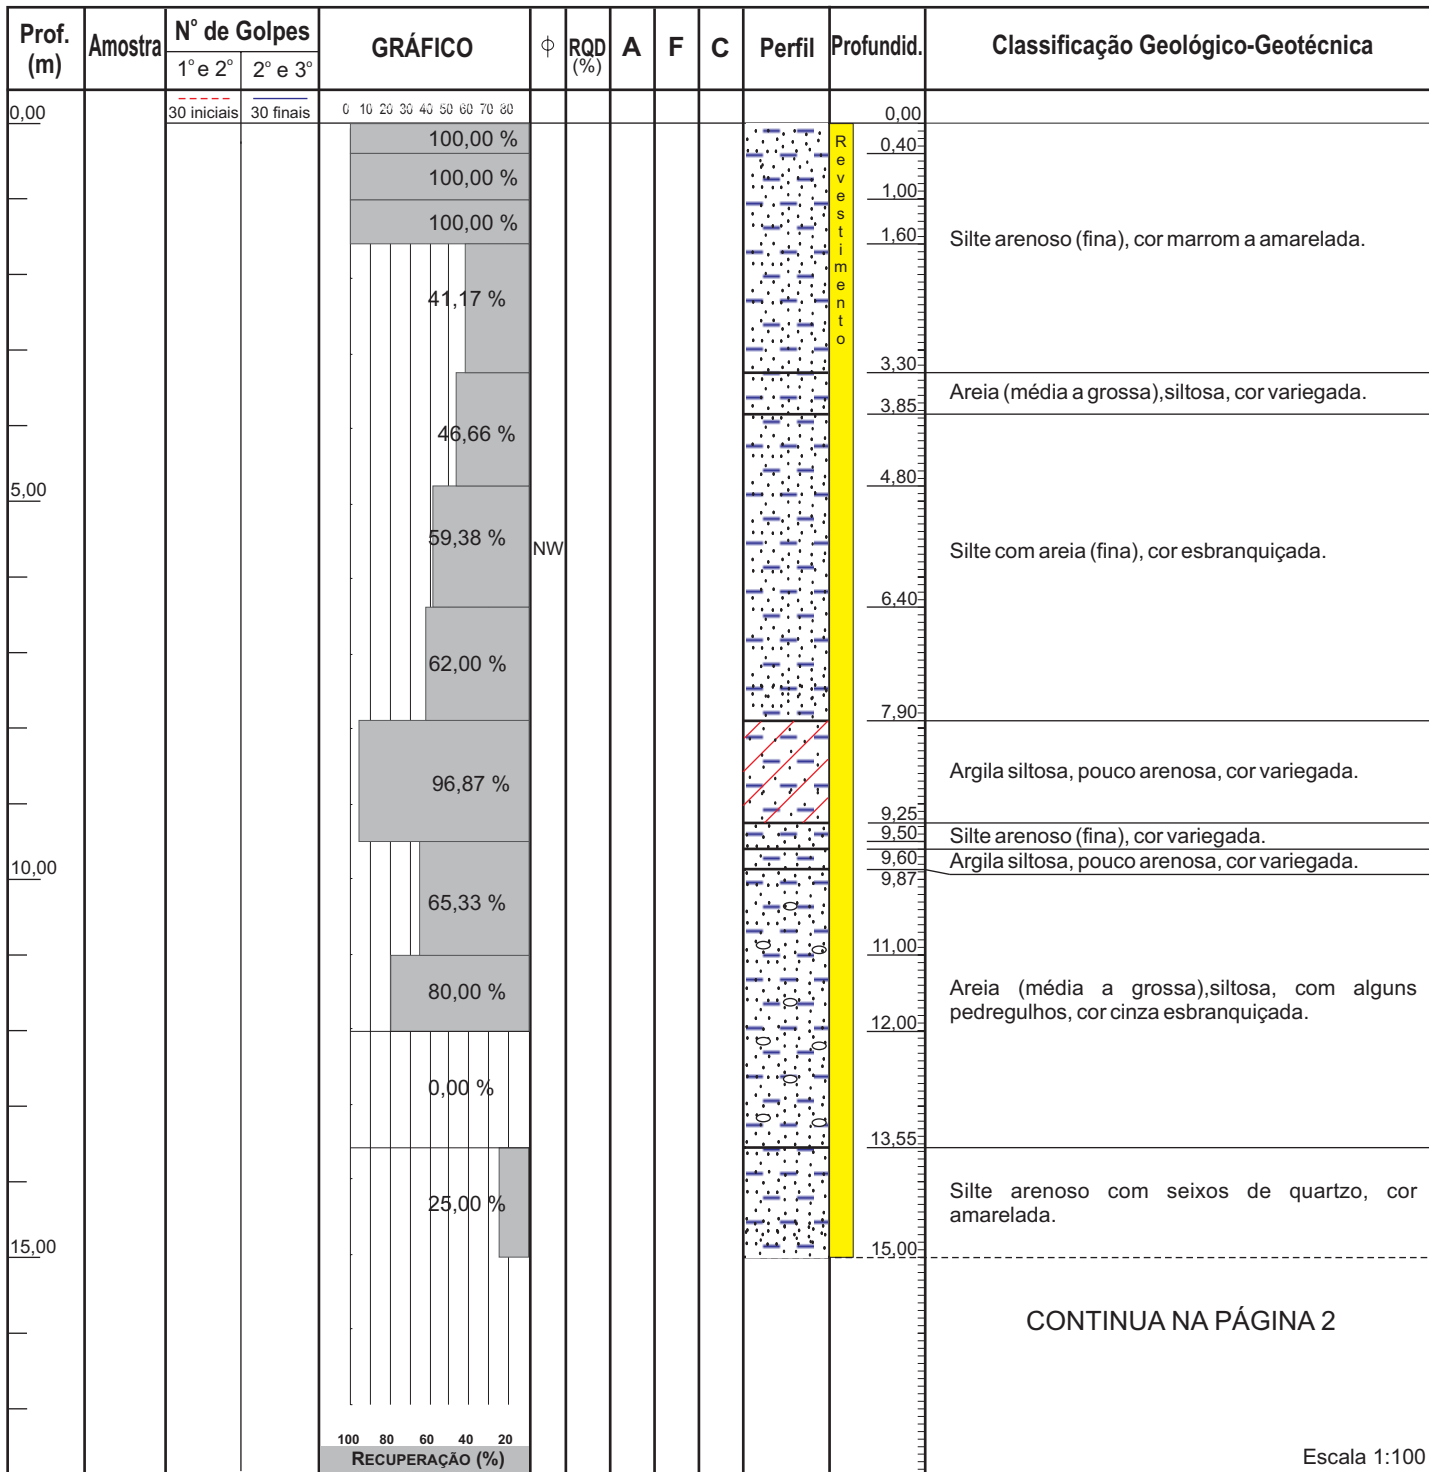 Prof. (m)
Amostra
N° de Golpes
1° e 2°
2° e 3°
30 iniciais
30 finais
GRÁFICO
0 10 20 30 40 50 60 70 80
ϕ
RQD (%)
A
F
C
Perfil
Profundid.
Classificação Geológico-Geotécnica
0,00
5,00
10,00
15,00
100,00 %
100,00 %
100,00 %
41,17 %
46,66 %
59,38 %
62,00 %
96,87 %
65,33 %
80,00 %
0,00 %
25,00 %
NW
Revestimento
0,00
0,40
1,00
1,60
3,30
3,85
4,80
6,40
7,90
9,25
9,50
9,60
9,87
11,00
12,00
13,55
15,00
Silte arenoso (fina), cor marrom a amarelada.
Areia (média a grossa),siltosa, cor variegada.
Silte com areia (fina), cor esbranquiçada.
Argila siltosa, pouco arenosa, cor variegada.
Silte arenoso (fina), cor variegada.
Argila siltosa, pouco arenosa, cor variegada.
Areia (média a grossa),siltosa, com alguns
pedregulhos, cor cinza esbranquiçada.
Silte arenoso com seixos de quartzo, cor
amarelada.
CONTINUA NA PÁGINA 2
100 80 60 40 20
RECUPERAÇÃO (%)
Escala 1:100